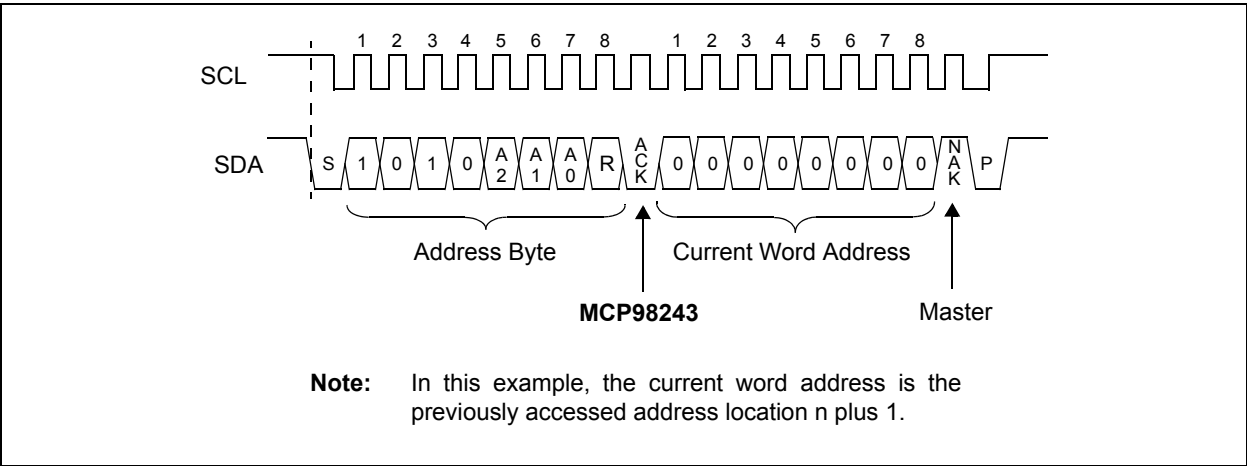 1 2 3 4 5 6 7 8 1 2 3 4 5 6 7 8
SCL
SDA S 1 0 1 0 A2 A1 A0 R ACK 0 0 0 0 0 0 0 0 NAK P
Address Byte Current Word Address
MCP98243 Master
Note: In this example, the current word address is the
previously accessed address location n plus 1.